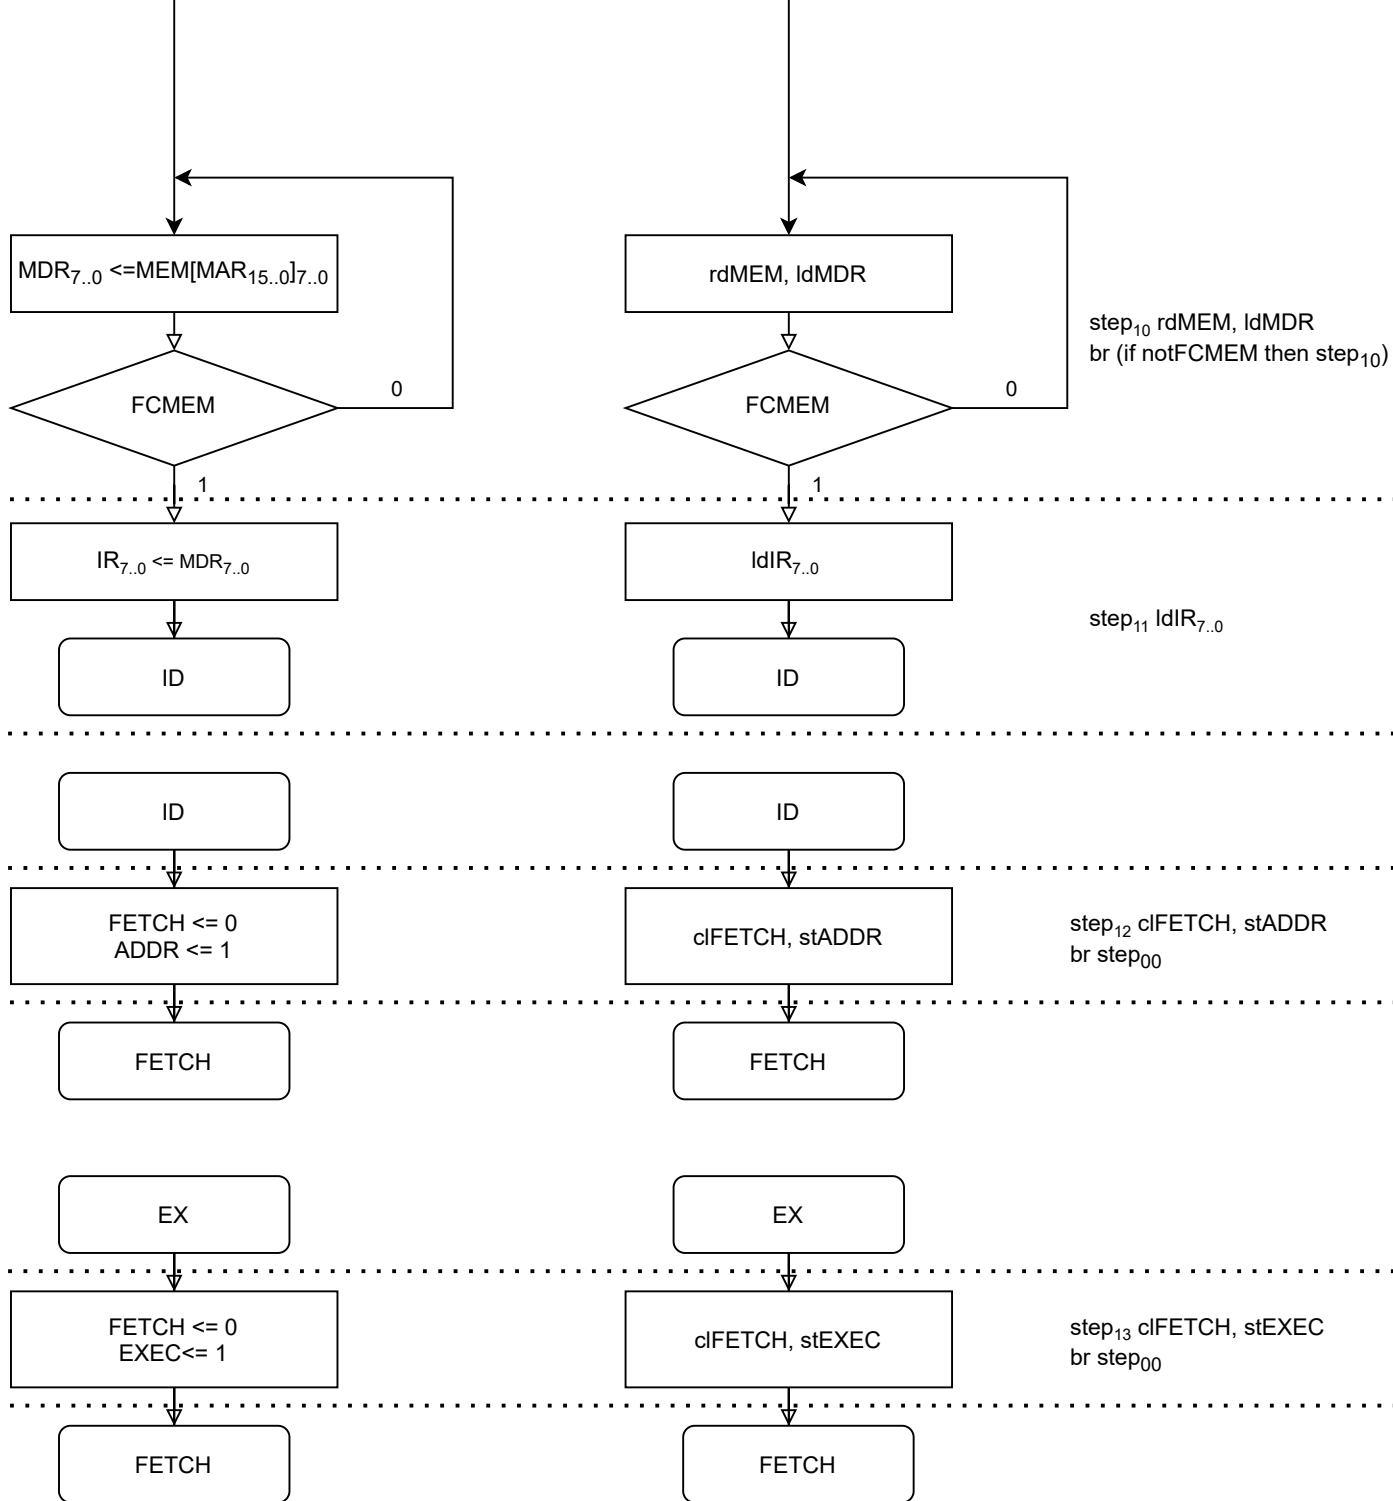 MDR7..0 <=MEM[MAR15..0]7..0
rdMEM, ldMDR
step10 rdMEM, ldMDR
br (if notFCMEM then step10)
FCMEM
0
FCMEM
0
1
1
IR7..0 <= MDR7..0
ldIR7..0
step11 ldIR7..0
ID
ID
ID
ID
FETCH <= 0
ADDR <= 1
clFETCH, stADDR
step12 clFETCH, stADDR
br step00
FETCH
FETCH
EX
EX
FETCH <= 0
EXEC<= 1
clFETCH, stEXEC
step13 clFETCH, stEXEC
br step00
FETCH
FETCH